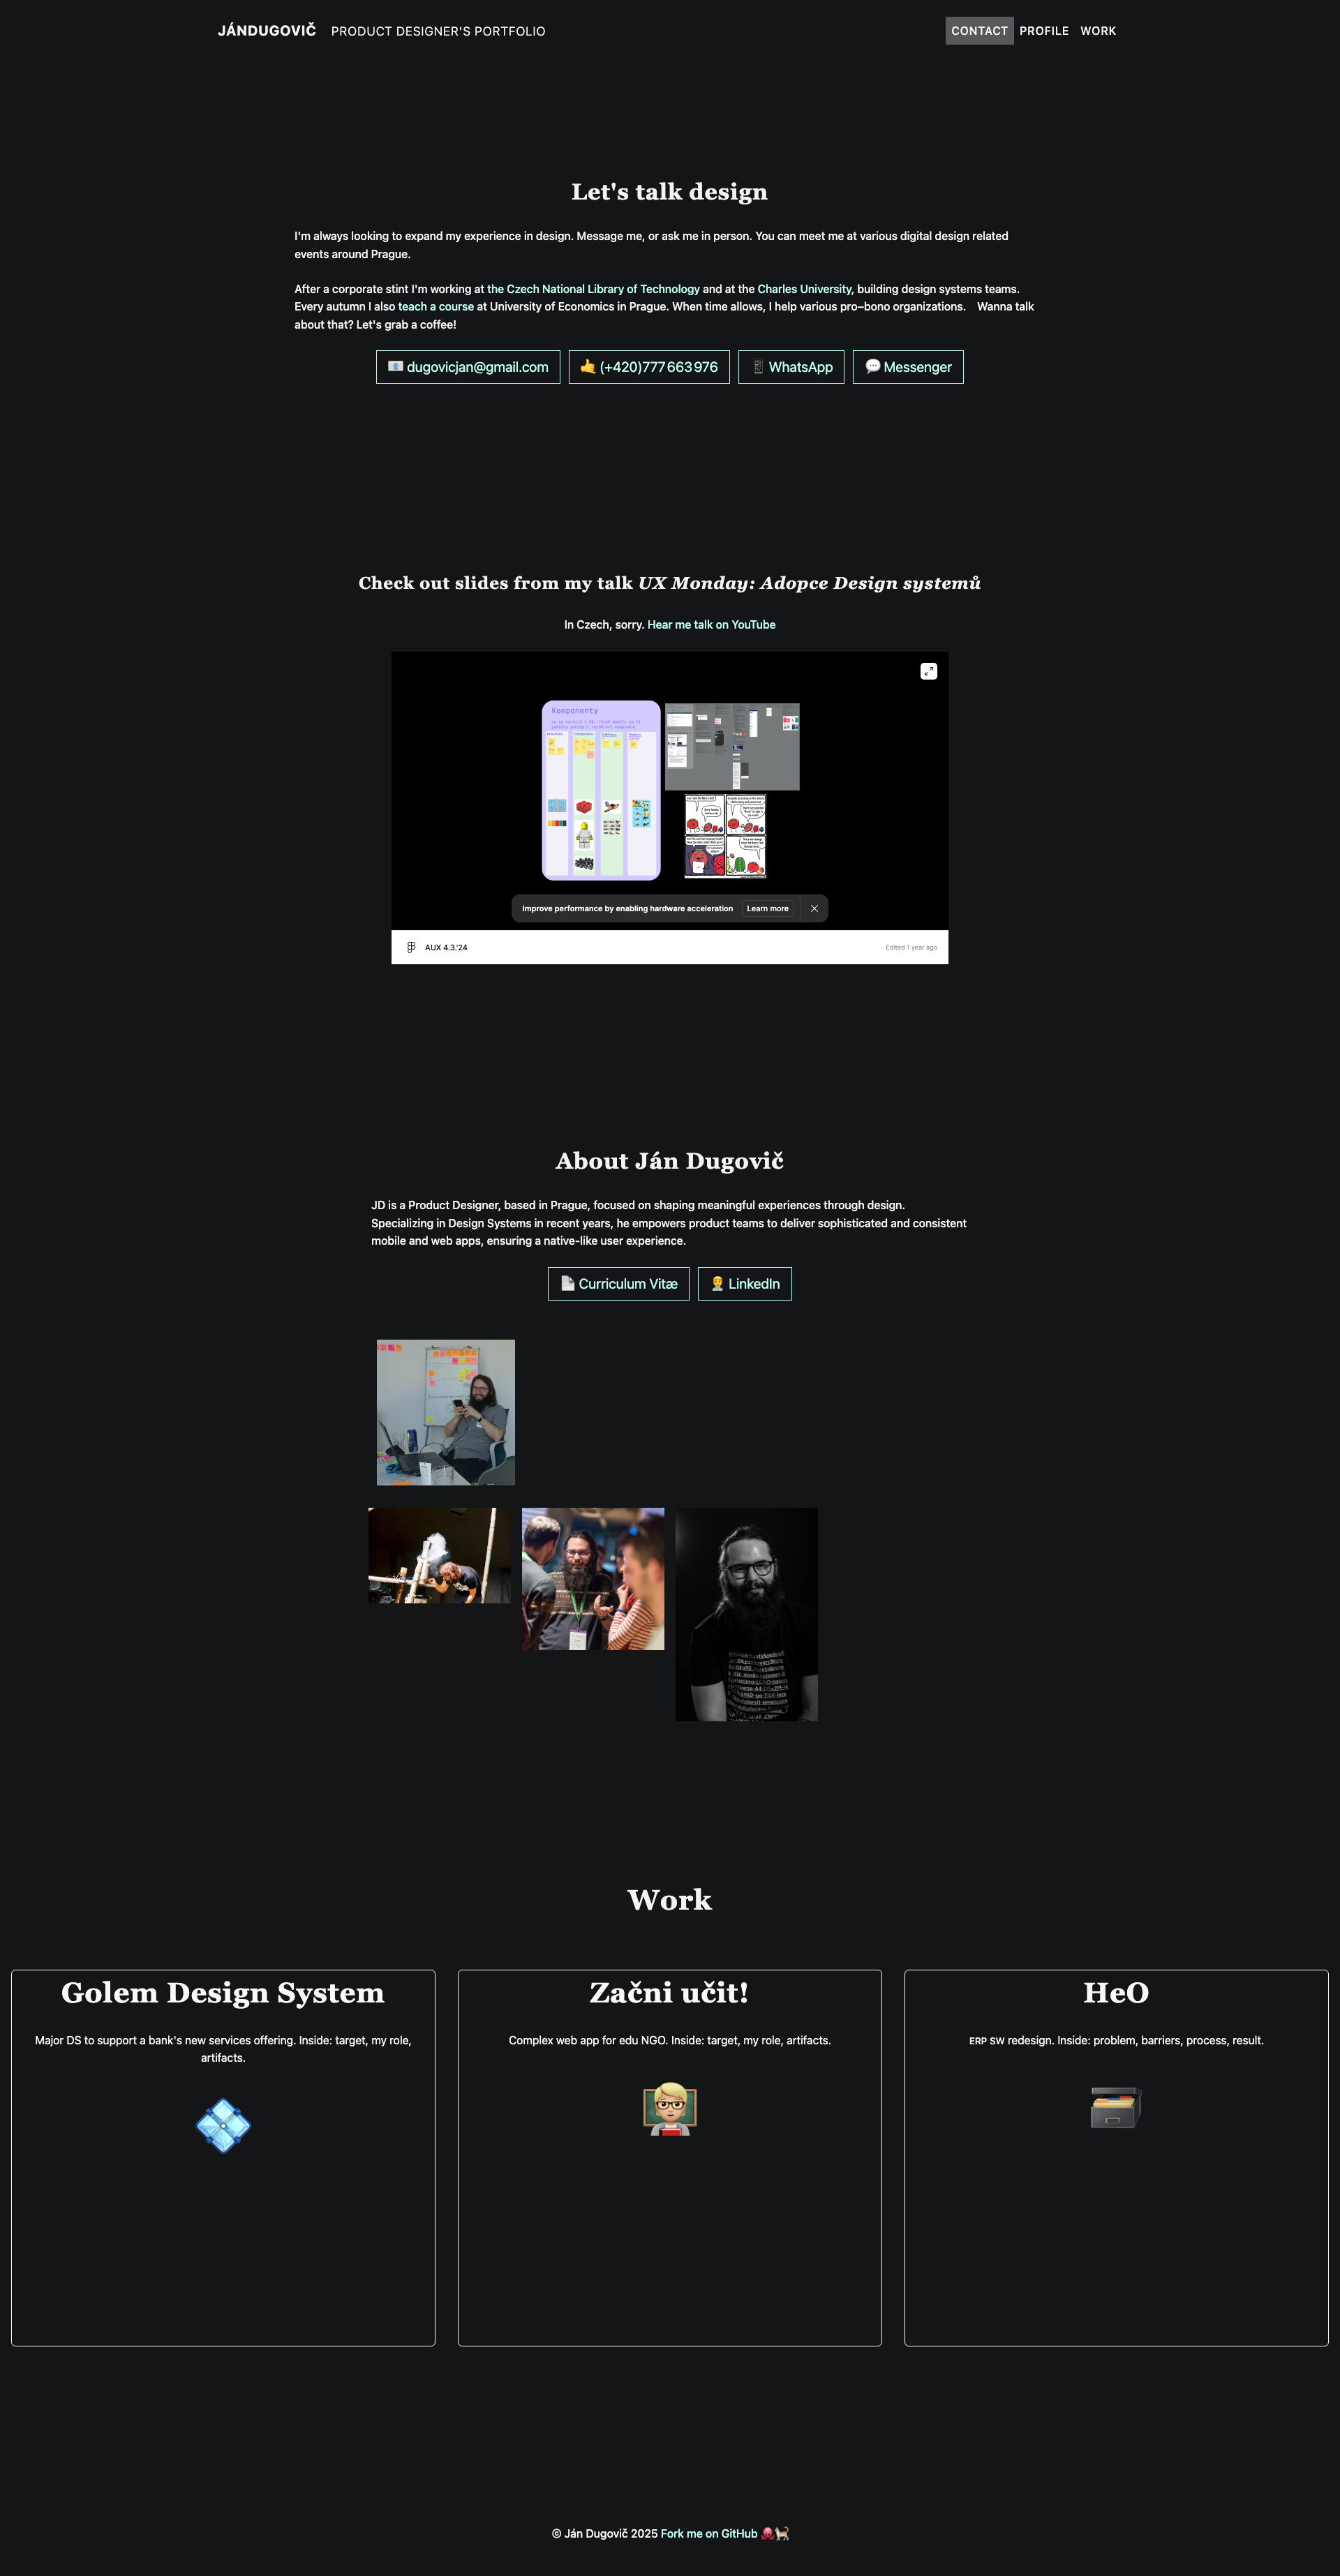 JÁNDUGOVIČ PRODUCT DESIGNER'S PORTFOLIO
CONTACT PROFILE WORK
Let's talk design
I'm always looking to expand my experience in design. Message me, or ask me in person. You can meet me at various digital design related
events around Prague.
After a corporate stint I'm working at the Czech National Library of Technology and at the Charles University, building design systems teams.
Every autumn I also teach a course at University of Economics in Prague. When time allows, I help various pro–bono organizations. Wanna talk
about that? Let's grab a coffee!
📧 dugovicjan@gmail.com
🤙 (+420)777 663 976
📱 WhatsApp
💬 Messenger
Check out slides from my talk UX Monday: Adopce Design systemů
In Czech, sorry. Hear me talk on YouTube
Komponenty
Improve performance by enabling hardware acceleration Learn more
AUX 4.3.'24
Edited 1 year ago
About Ján Dugovič
JD is a Product Designer, based in Prague, focused on shaping meaningful experiences through design.
Specializing in Design Systems in recent years, he empowers product teams to deliver sophisticated and consistent
mobile and web apps, ensuring a native-like user experience.
📄 Curriculum Vitæ
👨‍💼 LinkedIn
Work
Golem Design System
Major DS to support a bank's new services offering. Inside: target, my role,
artifacts.
Začni učit!
Complex web app for edu NGO. Inside: target, my role, artifacts.
HeO
ERP SW redesign. Inside: problem, barriers, process, result.
© Ján Dugovič 2025 Fork me on GitHub 🐙🐈